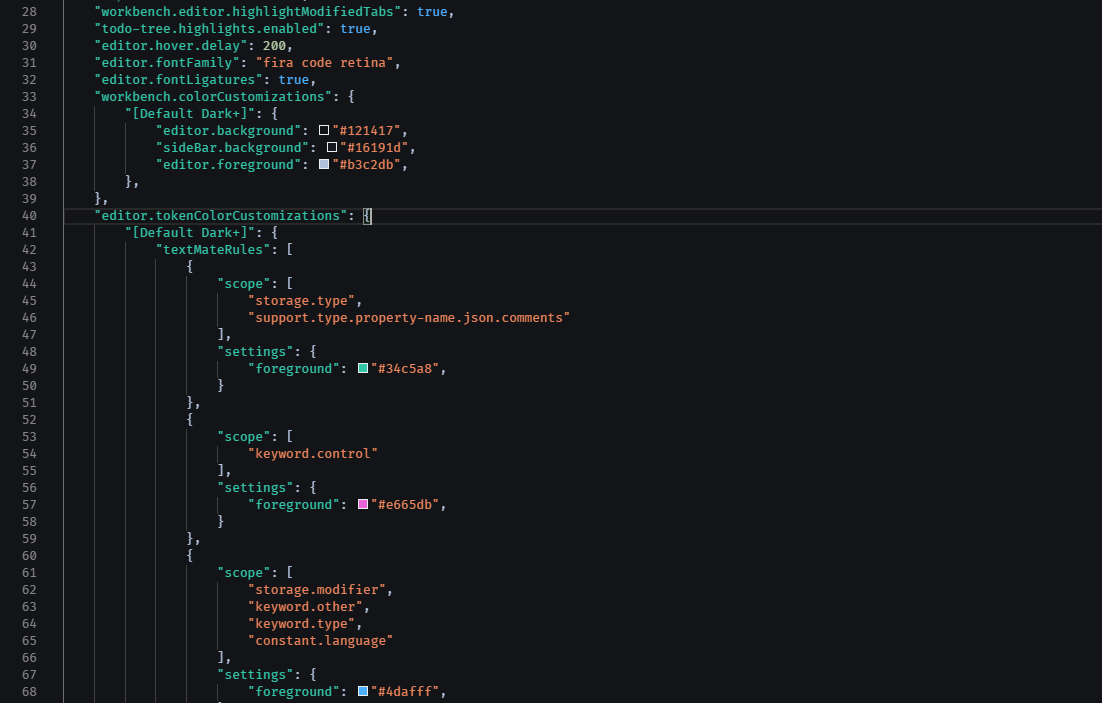 28 "workbench.editor.highlightModifiedTabs": true,
29 "todo-tree.highlights.enabled": true,
30 "editor.hover.delay": 200,
31 "editor.fontFamily": "fira code retina",
32 "editor.fontLigatures": true,
33 "workbench.colorCustomizations": {
34 "[Default Dark+]": {
35 "editor.background": "#121417",
36 "sideBar.background": "#16191d",
37 "editor.foreground": "#b3c2db",
38 },
39 },
40 "editor.tokenColorCustomizations": {
41 "[Default Dark+]": {
42 "textMateRules": [
43 {
44 "scope": [
45 "storage.type",
46 "support.type.property-name.json.comments"
47 ],
48 "settings": {
49 "foreground": "#34c5a8",
50 }
51 },
52 {
53 "scope": [
54 "keyword.control"
55 ],
56 "settings": {
57 "foreground": "#e665db",
58 }
59 },
60 {
61 "scope": [
62 "storage.modifier",
63 "keyword.other",
64 "keyword.type",
65 "constant.language"
66 ],
67 "settings": {
68 "foreground": "#4dafff",